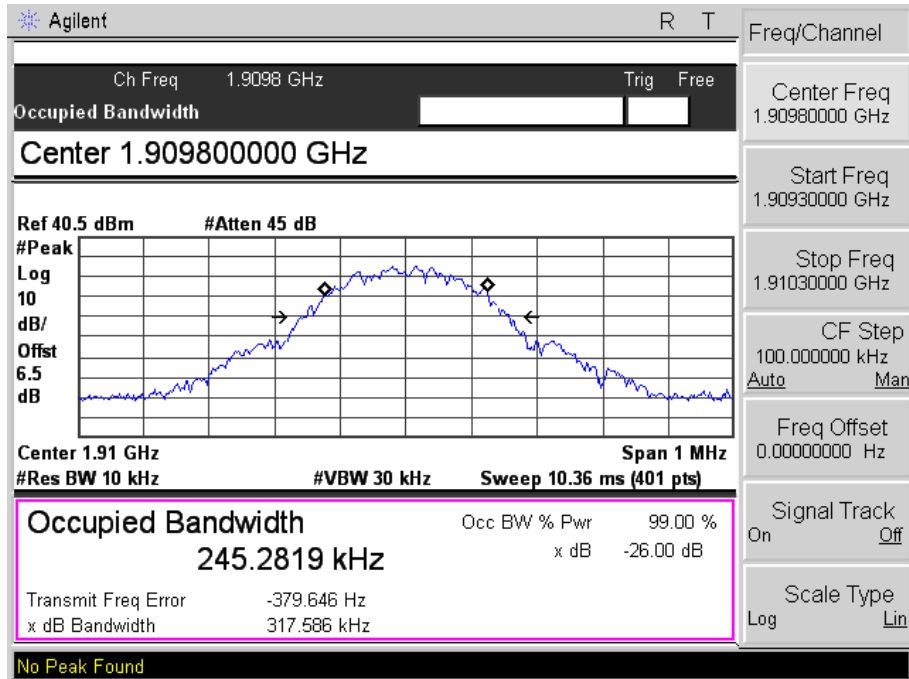 Agilent R T
Freq/Channel
Ch Freq 1.9098 GHz Trig Free
Occupied Bandwidth
Center 1.909800000 GHz
Ref 40.5 dBm #Atten 45 dB
#Peak
Log
10
dB/
Offst
6.5
dB
Center 1.91 GHz Span 1 MHz
#Res BW 10 kHz #VBW 30 kHz Sweep 10.36 ms (401 pts)
Occupied Bandwidth
245.2819 kHz
Occ BW % Pwr 99.00 %
x dB -26.00 dB
Transmit Freq Error -379.646 Hz
x dB Bandwidth 317.586 kHz
Center Freq
1.90980000 GHz
Start Freq
1.90930000 GHz
Stop Freq
1.91030000 GHz
CF Step
100.000000 kHz
Auto Man
Freq Offset
0.00000000 Hz
Signal Track
On Off
Scale Type
Log Lin
No Peak Found